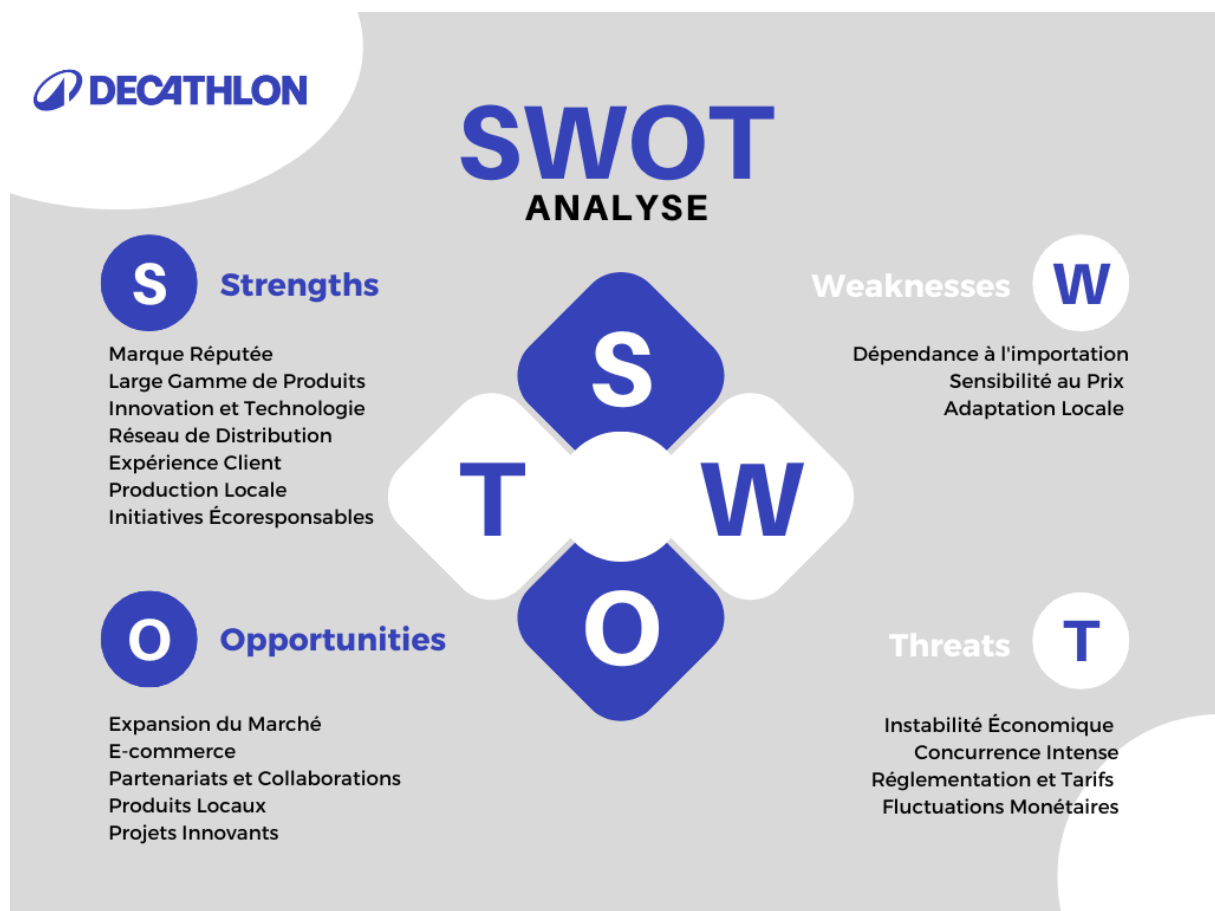 DECATHLON
SWOT
ANALYSE
S
Strengths
Marque Réputée
Large Gamme de Produits
Innovation et Technologie
Réseau de Distribution
Expérience Client
Production Locale
Initiatives Écoresponsables
Weaknesses
W
Dépendance à l'importation
Sensibilité au Prix
Adaptation Locale
S
T
W
O
O
Opportunities
Expansion du Marché
E-commerce
Partenariats et Collaborations
Produits Locaux
Projets Innovants
Threats
T
Instabilité Économique
Concurrence Intense
Réglementation et Tarifs
Fluctuations Monétaires